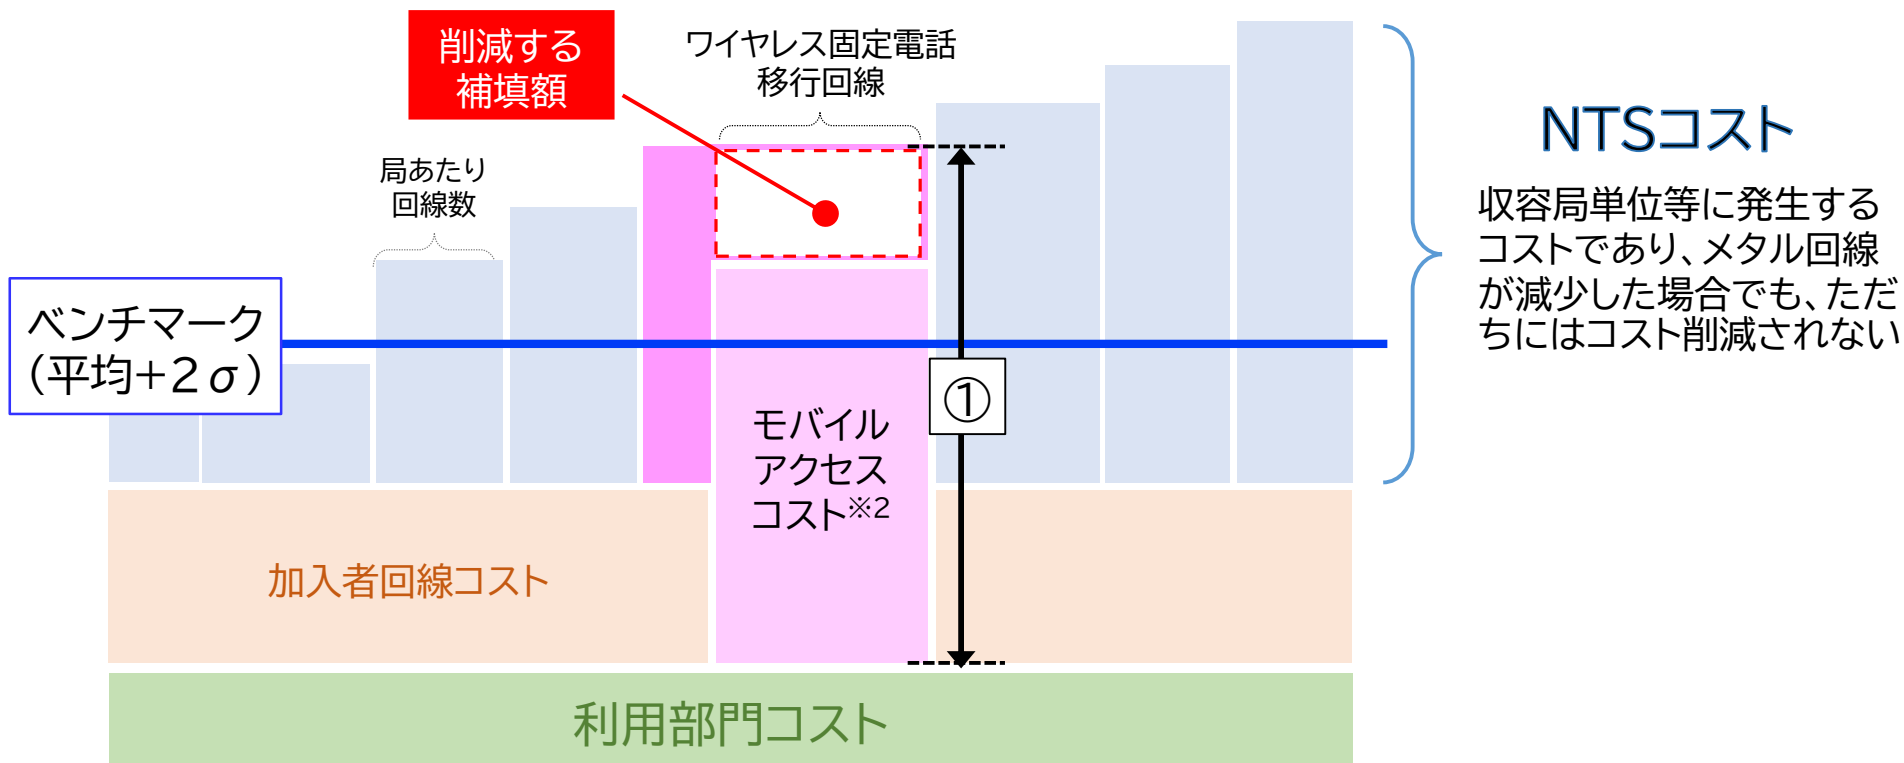 削減する
補填額
ワイヤレス固定電話
移行回線
局あたり
回線数
ベンチマーク
(平均+2σ)
NTSコスト
収容局単位等に発生する
コストであり、メタル回線
が減少した場合でも、ただ
ちにはコスト削減されない
①
モバイル
アクセス
コスト※2
加入者回線コスト
利用部門コスト